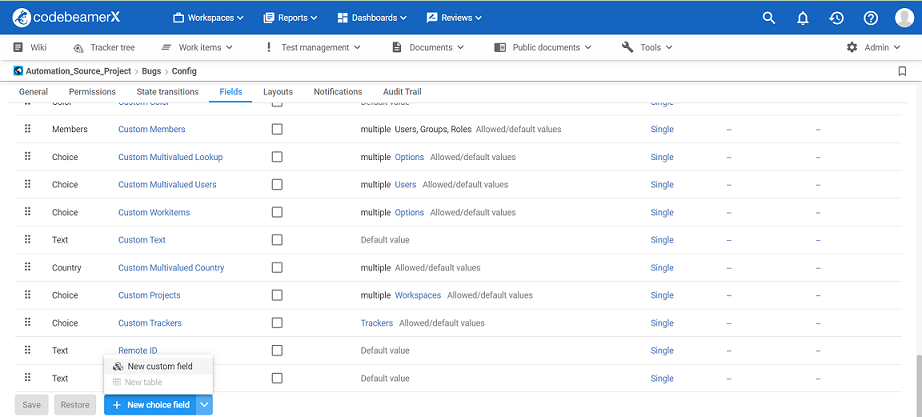 codebeamerX Workspaces Reports Dashboards Reviews
Wiki Tracker tree Work items Test management Documents Public documents Tools Admin
Automation_Source_Project > Bugs > Config
General Permissions State transitions Fields Layouts Notifications Audit Trail
Color Custom Color Default value Single
Members Custom Members multiple Users, Groups, Roles Allowed/default values Single – –
Choice Custom Multivalued Lookup multiple Options Allowed/default values Single – –
Choice Custom Multivalued Users multiple Users Allowed/default values Single – –
Choice Custom Workitems multiple Options Allowed/default values Single – –
Text Custom Text Default value Single – –
Country Custom Multivalued Country multiple Allowed/default values Single – –
Choice Custom Projects multiple Workspaces Allowed/default values Single – –
Choice Custom Trackers Trackers Allowed/default values Single – –
Text Remote ID Default value Single – –
New custom field
Text Default value Single – –
New table
Save Restore + New choice field